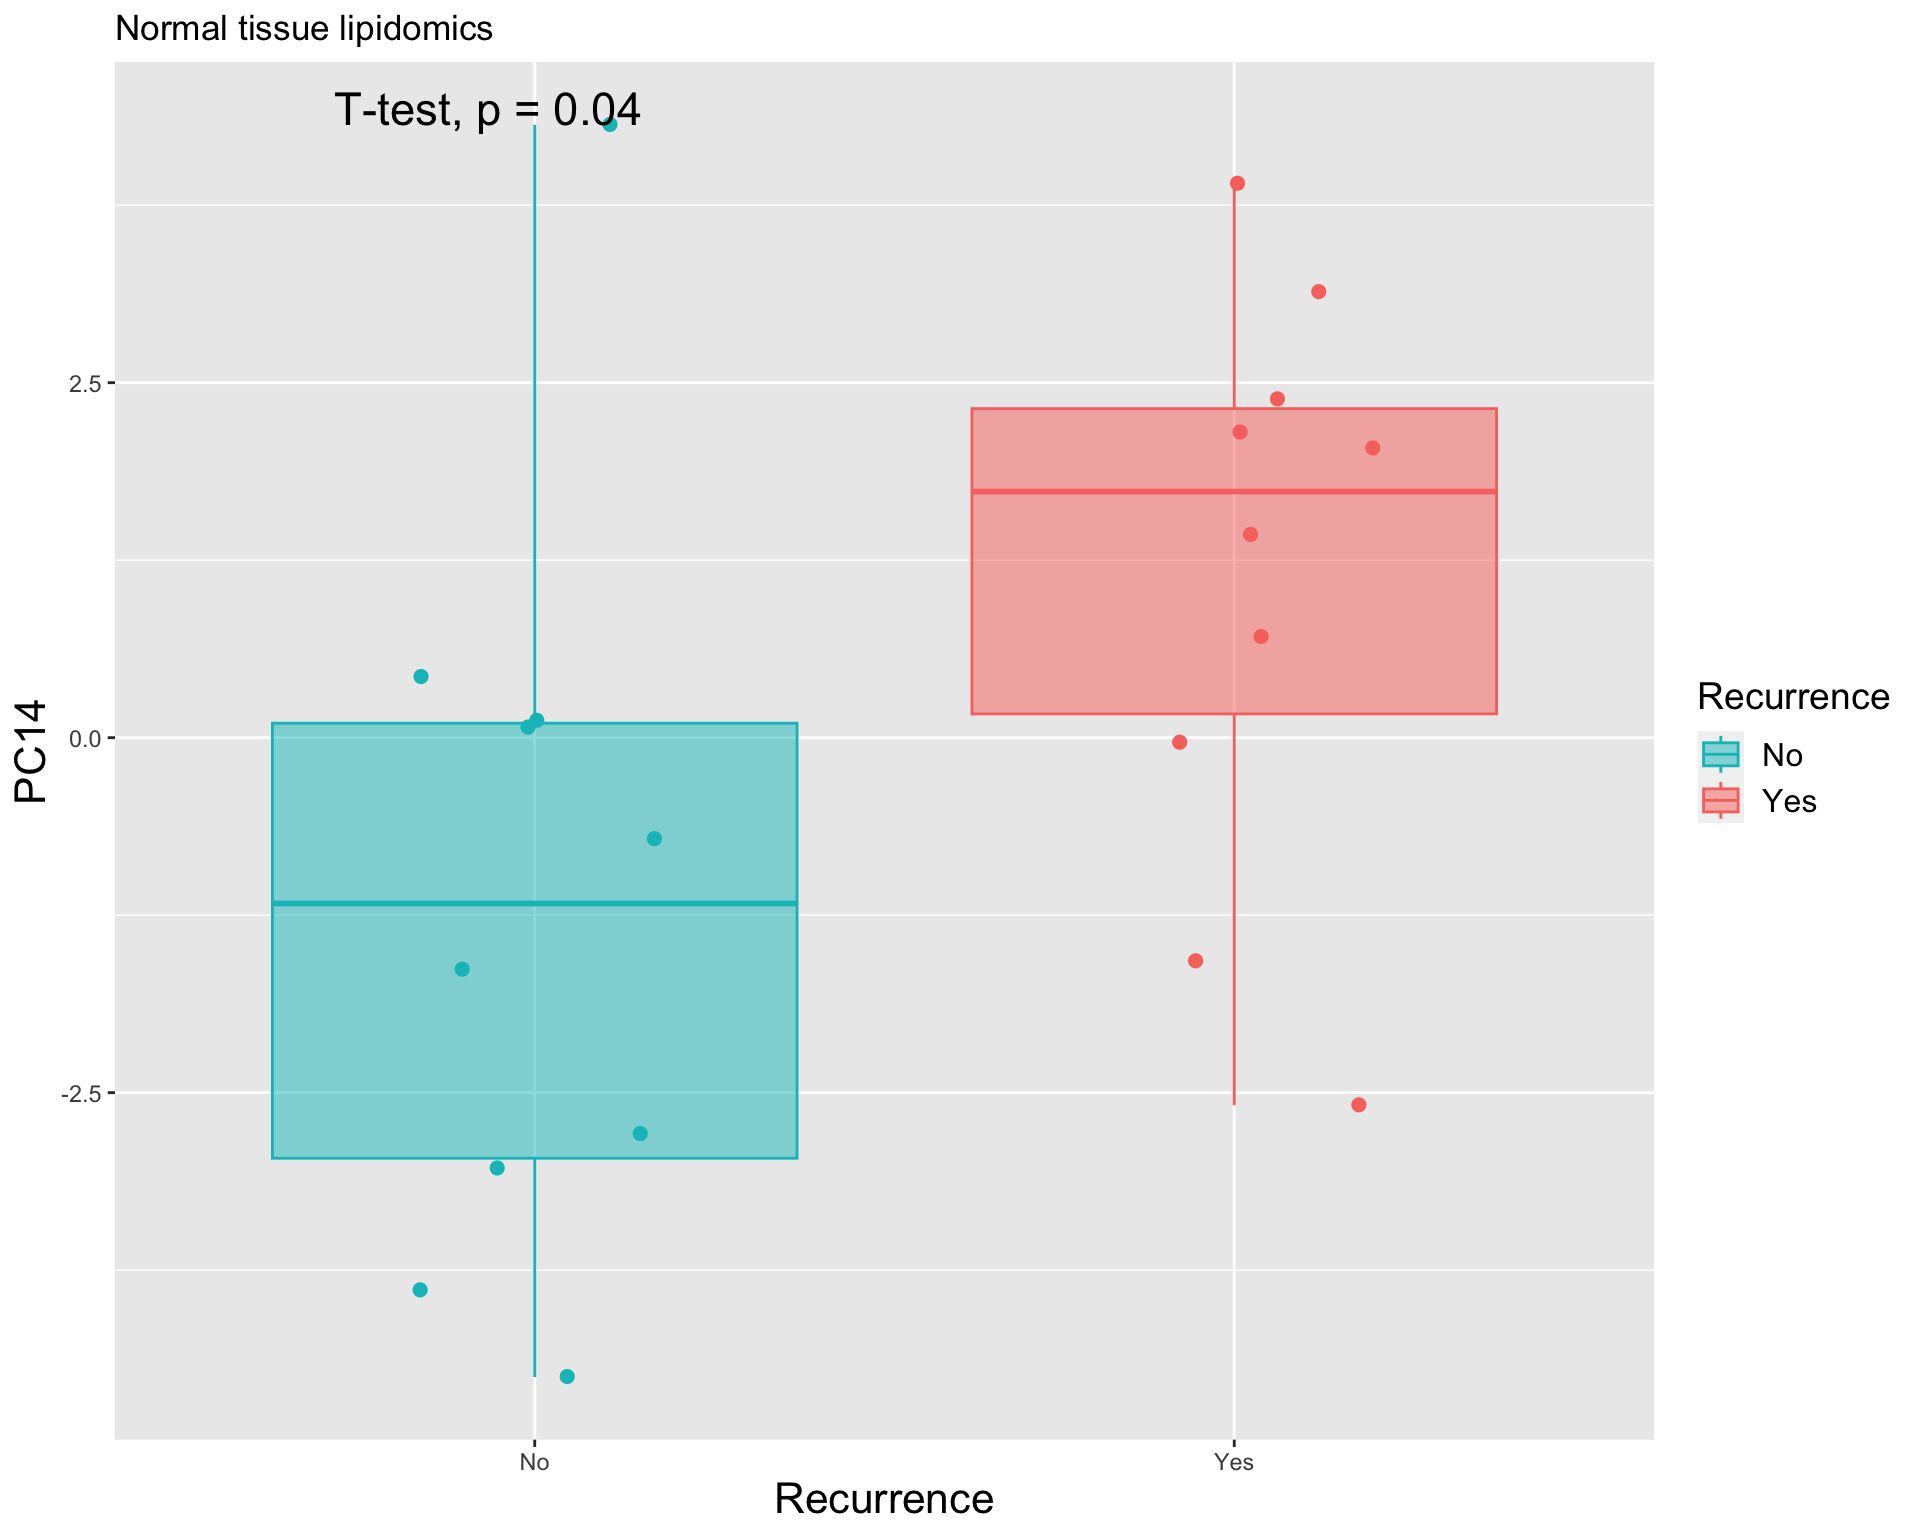 Normal tissue lipidomics
T-test, p = 0.04
PC14
2.5
0.0
-2.5
No
Yes
Recurrence
Recurrence
No
Yes